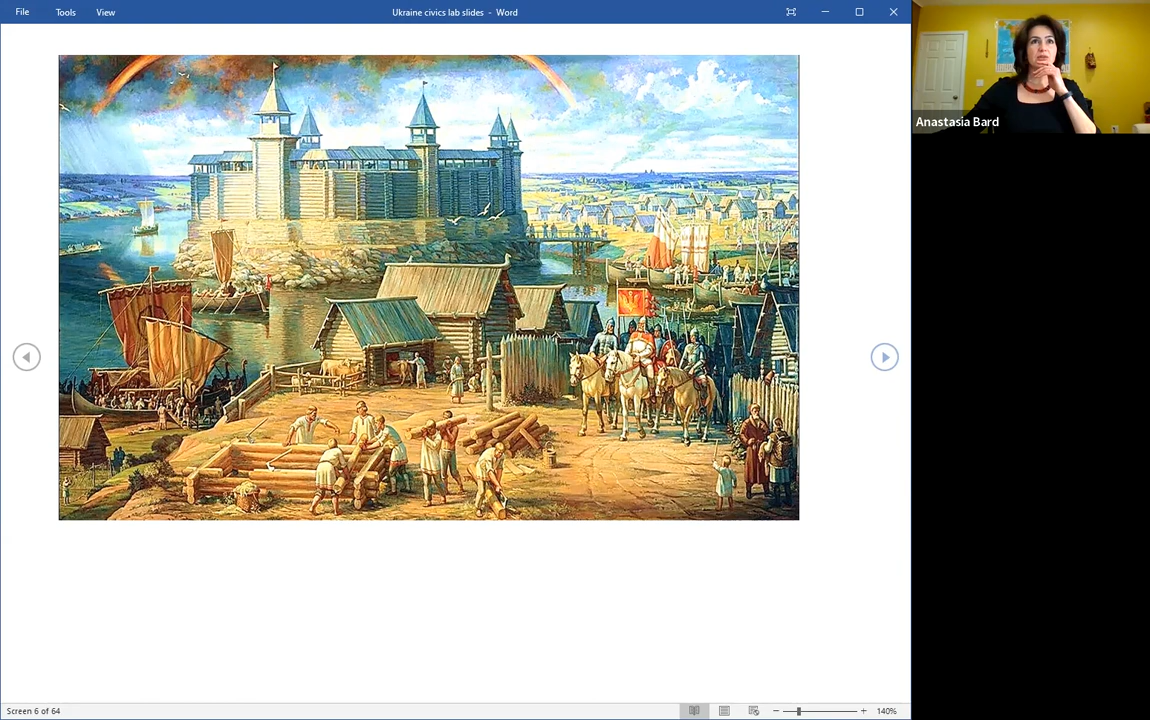 File Tools View Ukraine civics lab slides - Word
Anastasia Bard
Screen 6 of 64
140%